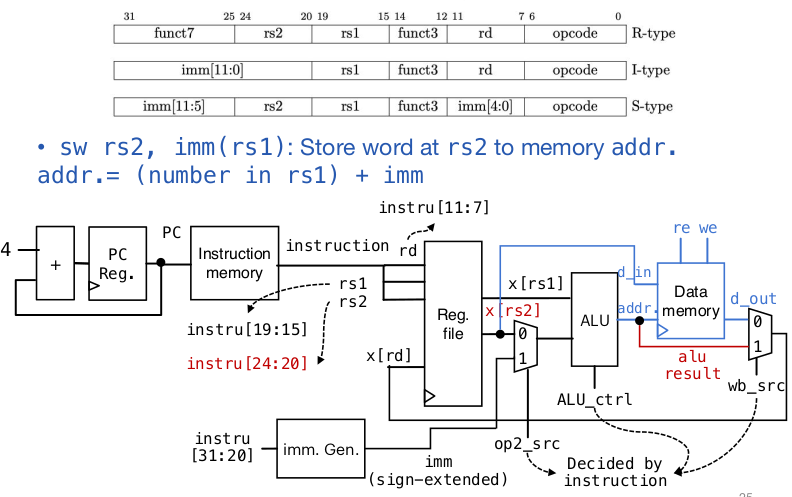 31 25 24 20 19 15 14 12 11 7 6 0
funct7 rs2 rs1 funct3 rd opcode R-type
imm[11:0] rs1 funct3 rd opcode I-type
imm[11:5] rs2 rs1 funct3 imm[4:0] opcode S-type
• sw rs2, imm(rs1): Store word at rs2 to memory addr.
addr.= (number in rs1) + imm
instru[11:7]
re we
4
+
PC
Reg.
PC
Instruction
memory
instruction
rd
rs1
rs2
instru[19:15]
instru[24:20]
x[rd]
Reg.
file
x[rs1]
x[rs2]
0
1
ALU
d_in
addr.
Data
memory
d_out
0
1
alu
result
wb_src
ALU_ctrl
op2_src
instru
[31:20]
imm. Gen.
imm
(sign-extended)
Decided by
instruction